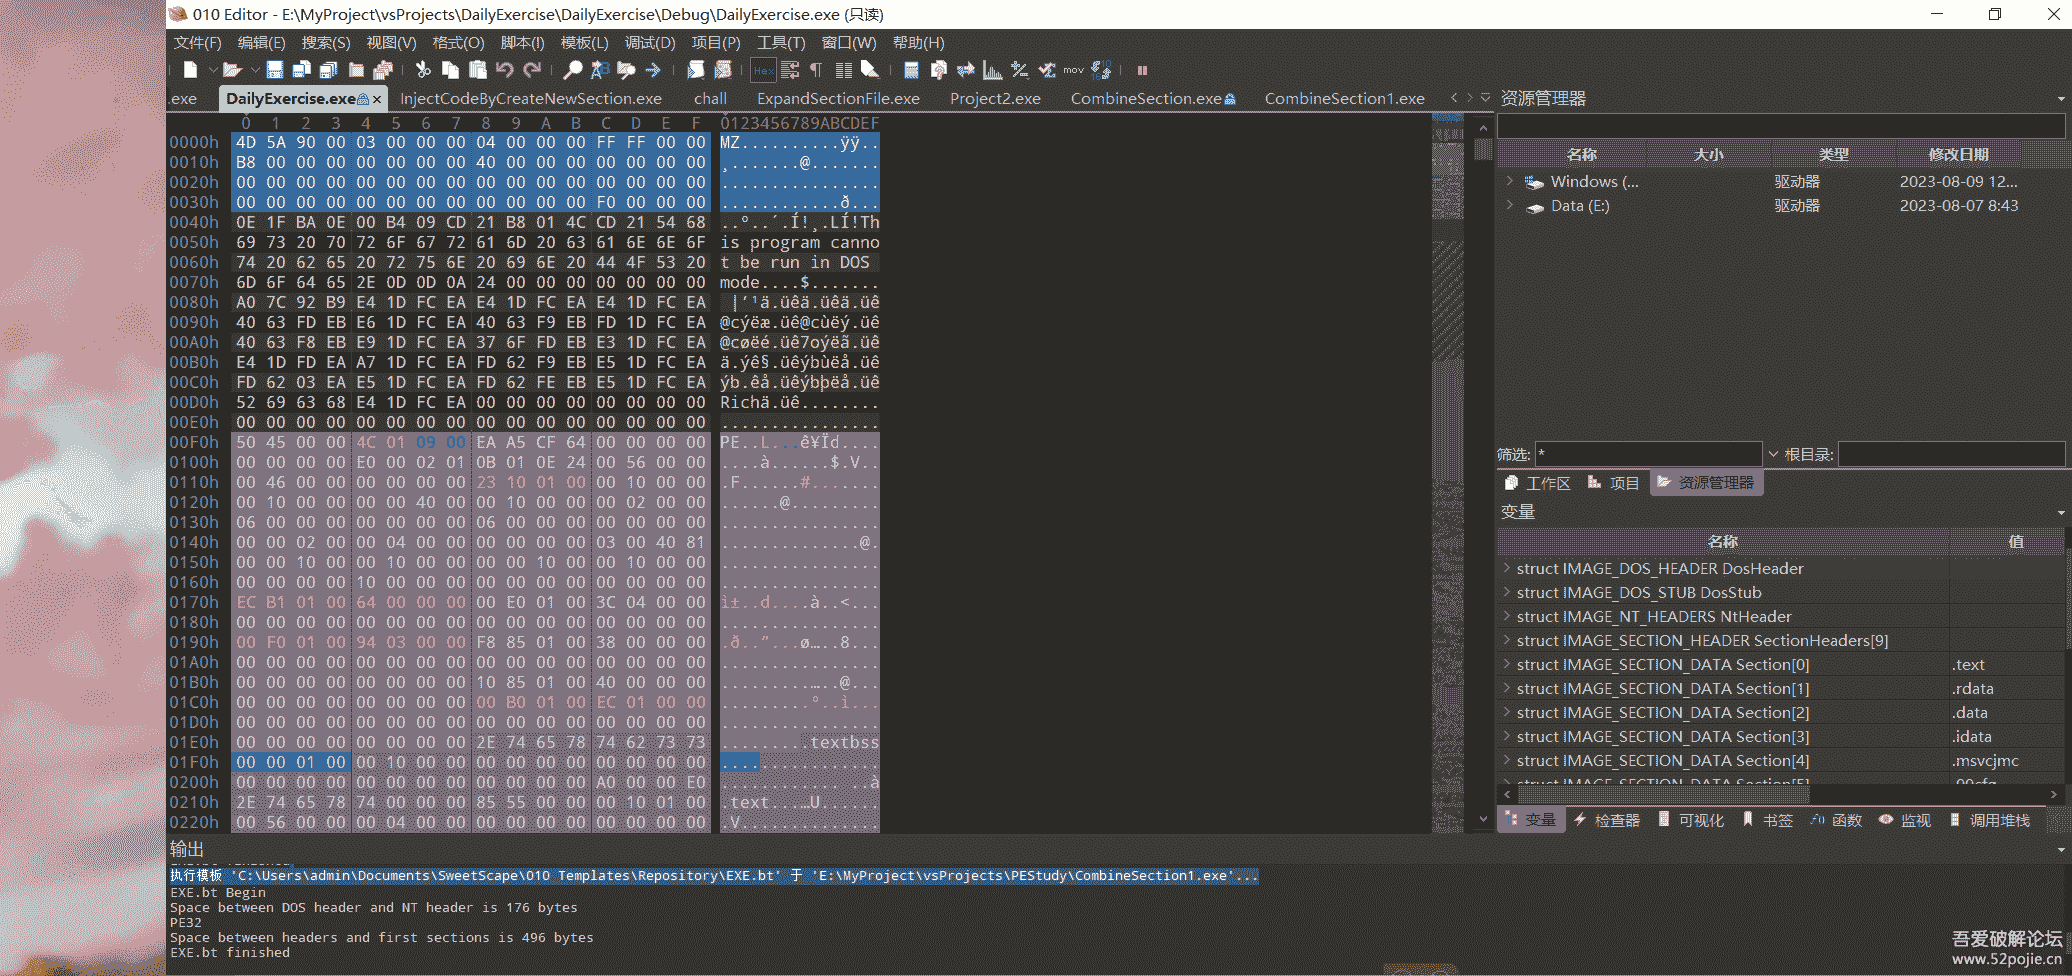 010 Editor - E:\MyProject\vsProjects\DailyExercise\DailyExercise\Debug\DailyExercise.exe (只读)
文件(F) 编辑(E) 搜索(S) 视图(V) 格式(O) 脚本(I) 模板(L) 调试(D) 项目(P) 工具(T) 窗口(W) 帮助(H)
Hex mov
.exe DailyExercise.exe InjectCodeByCreateNewSection.exe chall ExpandSectionFile.exe Project2.exe CombineSection.exe CombineSection1.exe
0 1 2 3 4 5 6 7 8 9 A B C D E F 0123456789ABCDEF
0000h 4D 5A 90 00 03 00 00 00 04 00 00 00 FF FF 00 00 MZ..........ÿÿ..
0010h B8 00 00 00 00 00 00 00 40 00 00 00 00 00 00 00 ¸.......@.......
0020h 00 00 00 00 00 00 00 00 00 00 00 00 00 00 00 00 ................
0030h 00 00 00 00 00 00 00 00 00 00 00 00 F0 00 00 00 ............ð...
0040h 0E 1F BA 0E 00 B4 09 CD 21 B8 01 4C CD 21 54 68 ..º..´.Í!¸.LÍ!Th
0050h 69 73 20 70 72 6F 67 72 61 6D 20 63 61 6E 6E 6F is program canno
0060h 74 20 62 65 20 72 75 6E 20 69 6E 20 44 4F 53 20 t be run in DOS
0070h 6D 6F 64 65 2E 0D 0D 0A 24 00 00 00 00 00 00 00 mode....$.......
0080h A0 7C 92 B9 E4 1D FC EA E4 1D FC EA E4 1D FC EA |’¹ä.üêä.üêä.üê
0090h 40 63 FD EB E6 1D FC EA 40 63 F9 EB FD 1D FC EA @cýëæ.üê@cùëý.üê
00A0h 40 63 F8 EB E9 1D FC EA 37 6F FD EB E3 1D FC EA @cøëé.üê7oýëã.üê
00B0h E4 1D FD EA A7 1D FC EA FD 62 F9 EB E5 1D FC EA ä.ýê§.üêýbùëå.üê
00C0h FD 62 03 EA E5 1D FC EA FD 62 FE EB E5 1D FC EA ýb.êå.üêýbþëå.üê
00D0h 52 69 63 68 E4 1D FC EA 00 00 00 00 00 00 00 00 Richä.üê........
00E0h 00 00 00 00 00 00 00 00 00 00 00 00 00 00 00 00 ................
00F0h 50 45 00 00 4C 01 09 00 EA A5 CF 64 00 00 00 00 PE..L...ê¥Ïd....
0100h 00 00 00 00 E0 00 02 01 0B 01 0E 24 00 56 00 00 ....à......$.V..
0110h 00 46 00 00 00 00 00 00 23 10 01 00 00 10 00 00 .F......#.......
0120h 00 10 00 00 00 00 40 00 00 10 00 00 00 02 00 00 ......@.........
0130h 06 00 00 00 00 00 00 00 06 00 00 00 00 00 00 00 ................
0140h 00 00 02 00 00 04 00 00 00 00 00 00 03 00 40 81 ..............@.
0150h 00 00 10 00 00 10 00 00 00 00 10 00 00 10 00 00 ................
0160h 00 00 00 00 10 00 00 00 00 00 00 00 00 00 00 00 ................
0170h EC B1 01 00 64 00 00 00 00 E0 01 00 3C 04 00 00 ì±..d....à..<...
0180h 00 00 00 00 00 00 00 00 00 00 00 00 00 00 00 00 ................
0190h 00 F0 01 00 94 03 00 00 F8 85 01 00 38 00 00 00 .ð..”...ø…..8...
01A0h 00 00 00 00 00 00 00 00 00 00 00 00 00 00 00 00 ................
01B0h 00 00 00 00 00 00 00 00 10 85 01 00 40 00 00 00 .........…..@...
01C0h 00 00 00 00 00 00 00 00 00 B0 01 00 EC 01 00 00 .........°..ì...
01D0h 00 00 00 00 00 00 00 00 00 00 00 00 00 00 00 00 ................
01E0h 00 00 00 00 00 00 00 00 2E 74 65 78 74 62 73 73 .........textbss
01F0h 00 00 01 00 00 10 00 00 00 00 00 00 00 00 00 00 ................
0200h 00 00 00 00 00 00 00 00 00 00 00 00 A0 00 00 E0 ............ ..à
0210h 2E 74 65 78 74 00 00 00 85 55 00 00 00 10 01 00 .text...…U......
0220h 00 56 00 00 00 04 00 00 00 00 00 00 00 00 00 00 .V..............
资源管理器
名称 大小 类型 修改日期
Windows (... 驱动器 2023-08-09 12...
Data (E:) 驱动器 2023-08-07 8:43
筛选: * 根目录:
工作区 项目 资源管理器
变量
名称 值
struct IMAGE_DOS_HEADER DosHeader
struct IMAGE_DOS_STUB DosStub
struct IMAGE_NT_HEADERS NtHeader
struct IMAGE_SECTION_HEADER SectionHeaders[9]
struct IMAGE_SECTION_DATA Section[0] .text
struct IMAGE_SECTION_DATA Section[1] .rdata
struct IMAGE_SECTION_DATA Section[2] .data
struct IMAGE_SECTION_DATA Section[3] .idata
struct IMAGE_SECTION_DATA Section[4] .msvcjmc
struct IMAGE_SECTION_DATA Section[5] .00cfg
变量 检查器 可视化 书签 函数 监视 调用堆栈
输出
EXE.bt finished
执行模板 'C:\Users\admin\Documents\SweetScape\010 Templates\Repository\EXE.bt' 于 'E:\MyProject\vsProjects\PEStudy\CombineSection1.exe'...
EXE.bt Begin
Space between DOS header and NT header is 176 bytes
PE32
Space between headers and first sections is 496 bytes
EXE.bt finished
吾爱破解论坛
www.52pojie.cn